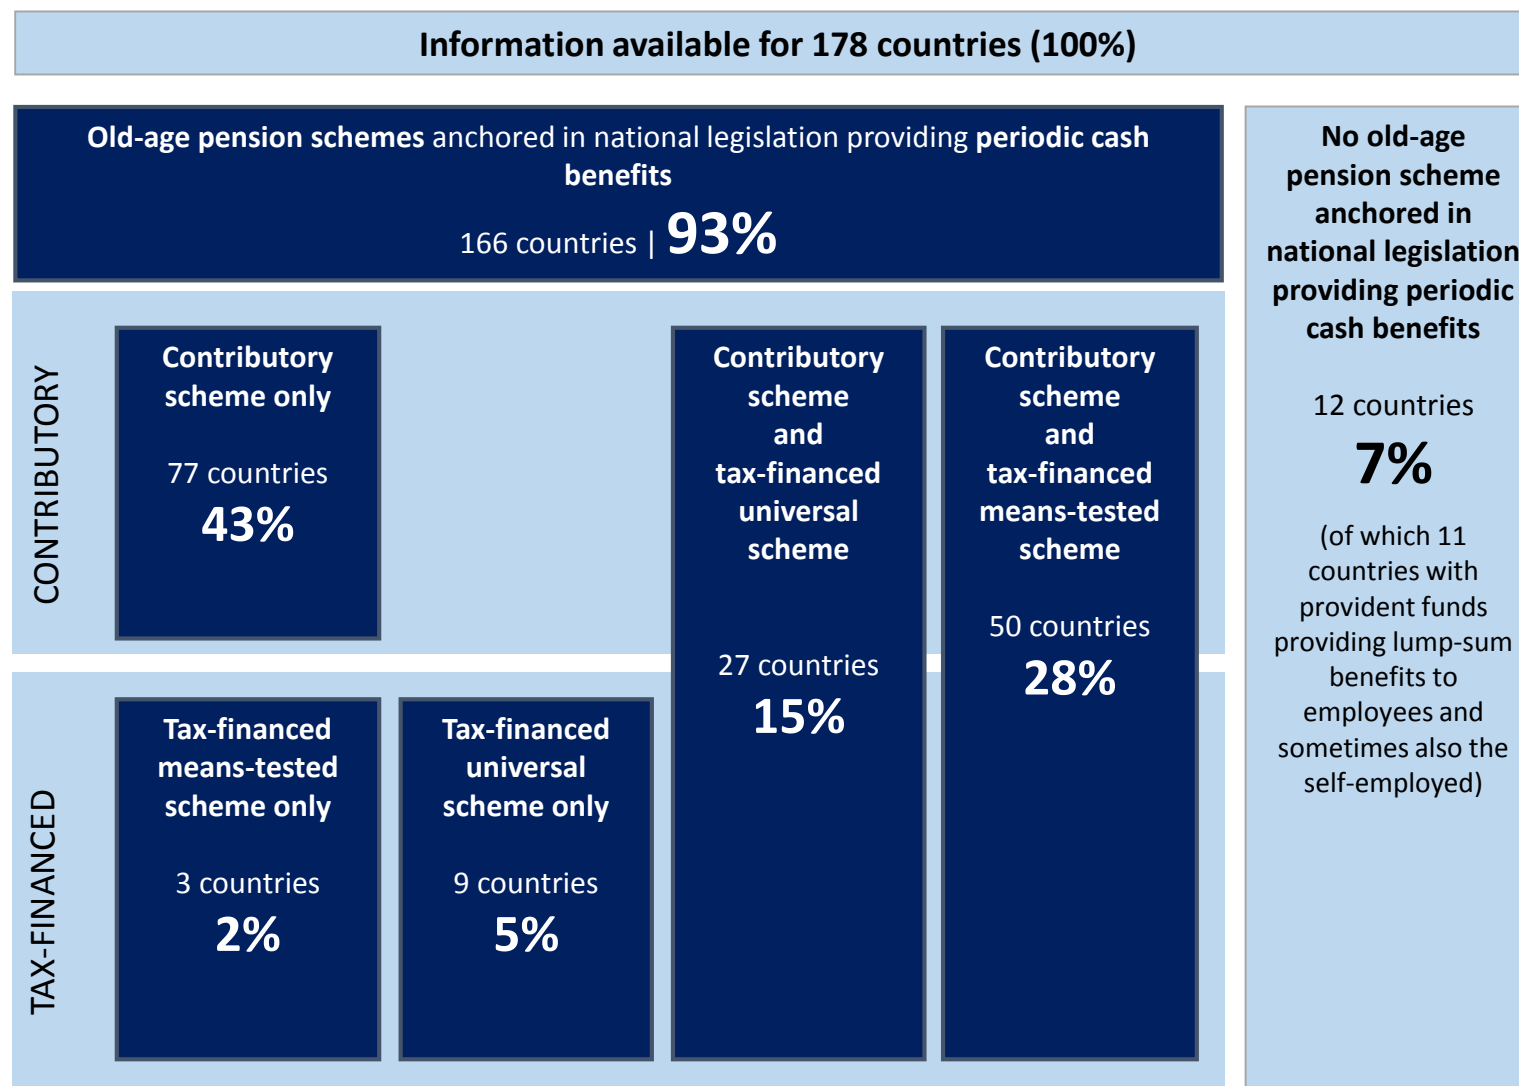 Information available for 178 countries (100%)
Old-age pension schemes anchored in national legislation providing periodic cash
benefits
166 countries | 93%
No old-age
pension scheme
anchored in
national legislation
providing periodic
cash benefits
12 countries
7%
(of which 11
countries with
provident funds
providing lump-sum
benefits to
employees and
sometimes also the
self-employed)
CONTRIBUTORY
Contributory
scheme only
77 countries
43%
Contributory
scheme
and
tax-financed
universal
scheme
27 countries
15%
Contributory
scheme
and
tax-financed
means-tested
scheme
50 countries
28%
TAX-FINANCED
Tax-financed
means-tested
scheme only
3 countries
2%
Tax-financed
universal
scheme only
9 countries
5%